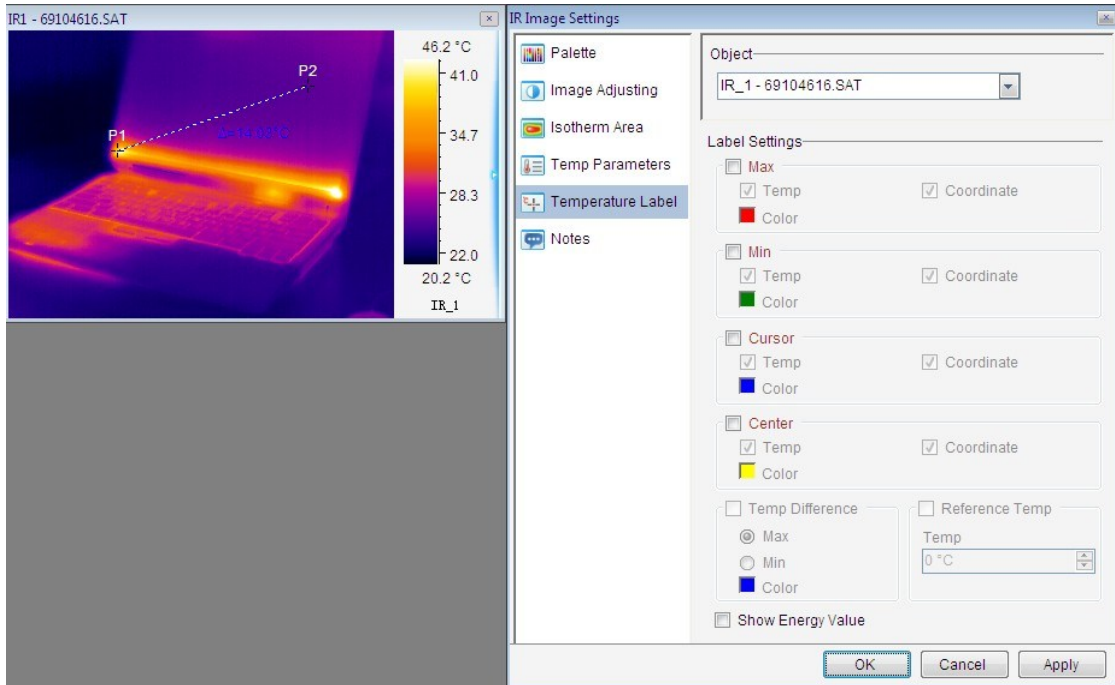 IR1 - 69104616.SAT
46.2 °C
P2
41.0
P1
34.7
28.3
22.0
20.2 °C
IR_1
IR Image Settings
Palette
Image Adjusting
Isotherm Area
Temp Parameters
Temperature Label
Notes
Object
IR_1 - 69104616.SAT
Label Settings
Max
Temp Coordinate
Color
Min
Temp Coordinate
Color
Cursor
Temp Coordinate
Color
Center
Temp Coordinate
Color
Temp Difference Reference Temp
Max Temp
Min 0 °C
Color
Show Energy Value
OK Cancel Apply